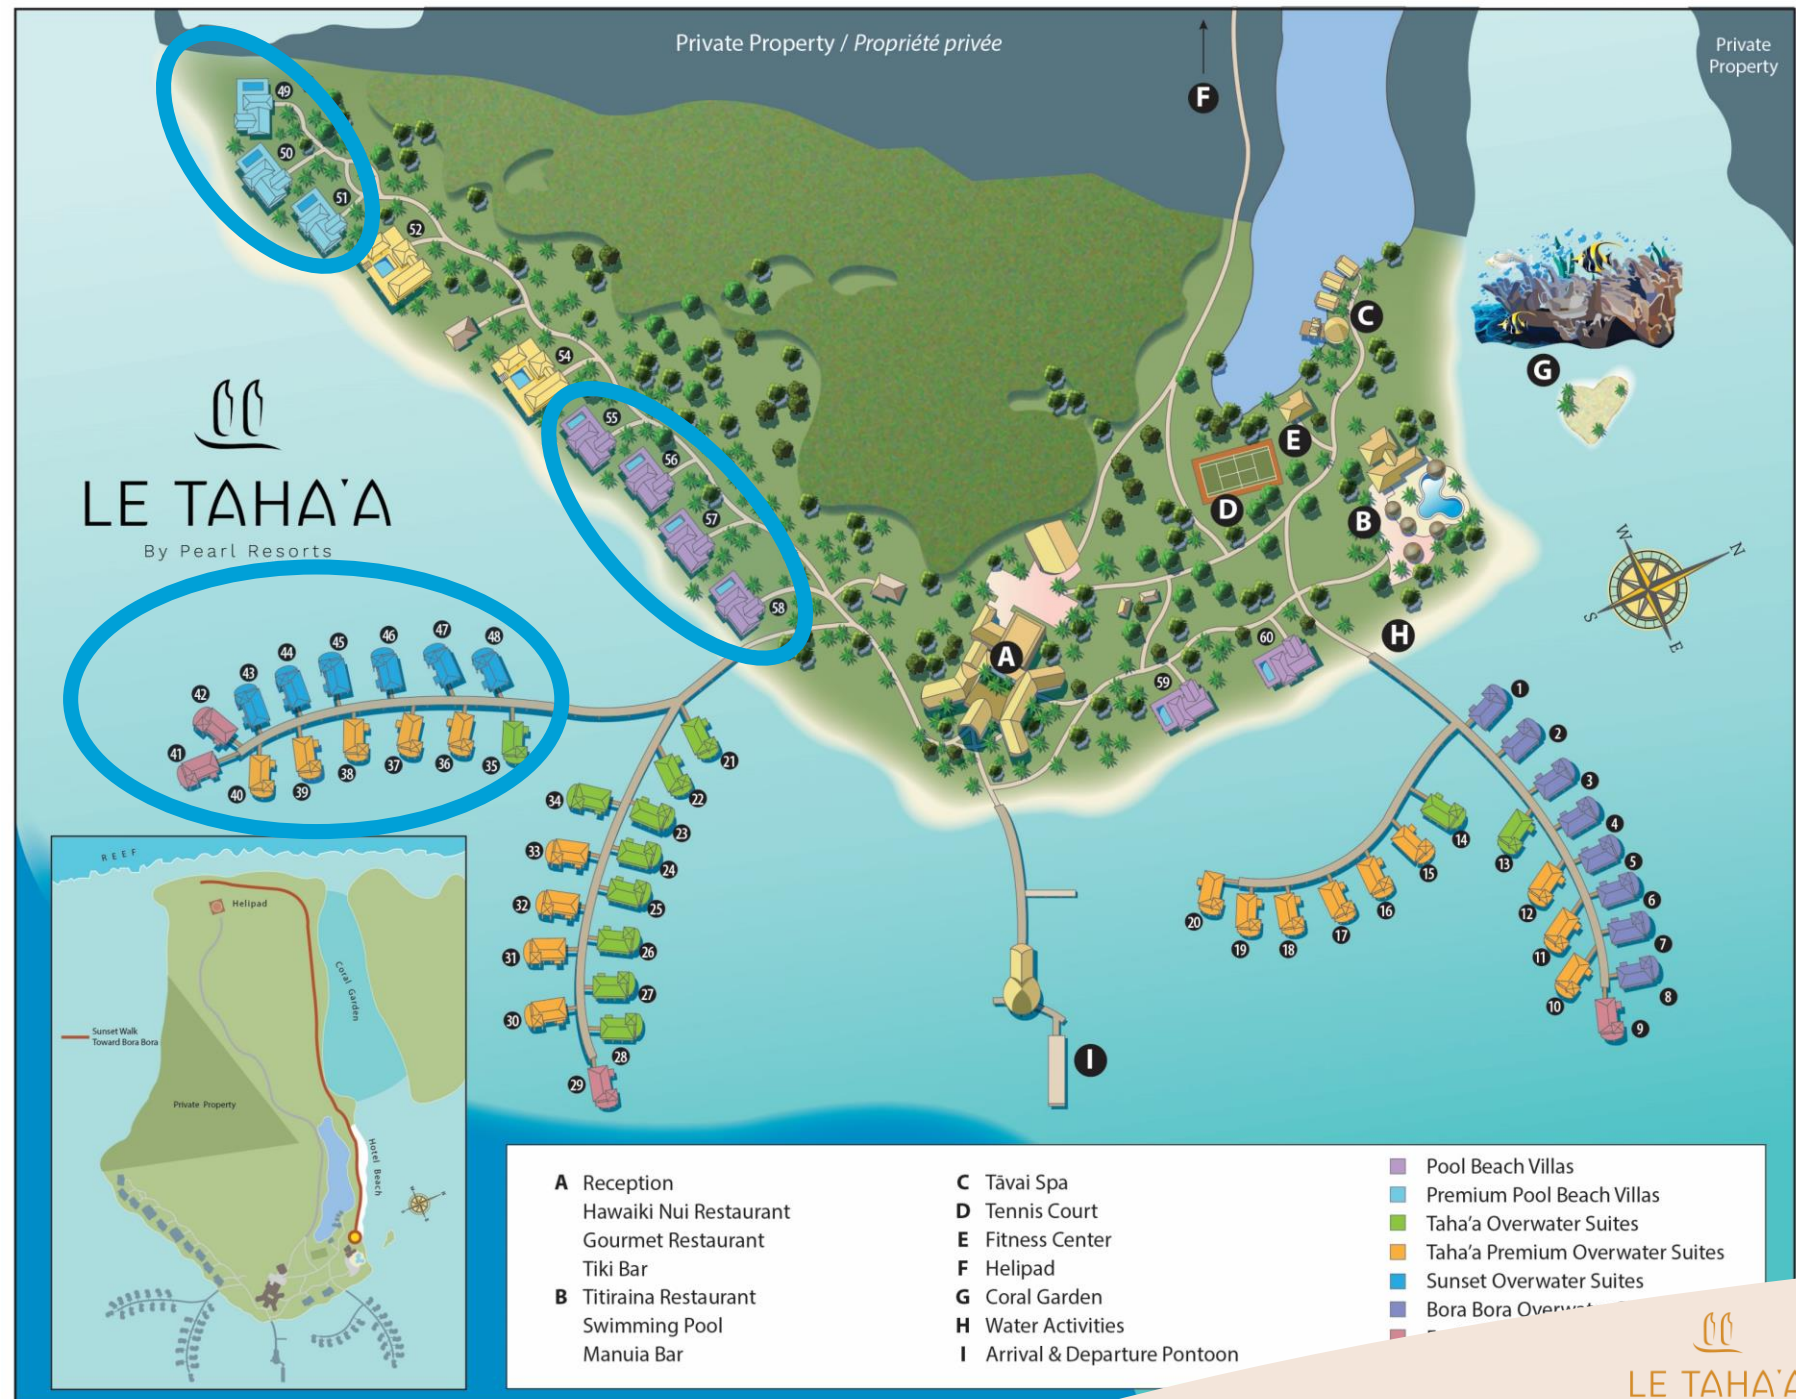 Private Property / Propriété privée
Private
Property
F
49
50
51
52
54
55
56
57
58
C
G
E
D
B
H
A
60
59
W
N
S
E
LE TAHA'A
By Pearl Resorts
42
43
44
45
46
47
48
41
40
39
38
37
36
35
21
22
34
23
33
24
32
25
31
26
30
27
28
29
1
2
3
4
5
6
7
8
9
10
11
12
13
14
15
16
17
18
19
20
I
REEF
Helipad
Coral Garden
Sunset Walk
Toward Bora Bora
Private Property
Hotel Beach
A Reception
Hawaiki Nui Restaurant
Gourmet Restaurant
Tiki Bar
B Titiraina Restaurant
Swimming Pool
Manuia Bar
C Tāvai Spa
D Tennis Court
E Fitness Center
F Helipad
G Coral Garden
H Water Activities
I Arrival & Departure Pontoon
Pool Beach Villas
Premium Pool Beach Villas
Taha'a Overwater Suites
Taha'a Premium Overwater Suites
Sunset Overwater Suites
Bora Bora
LE TAHA'A